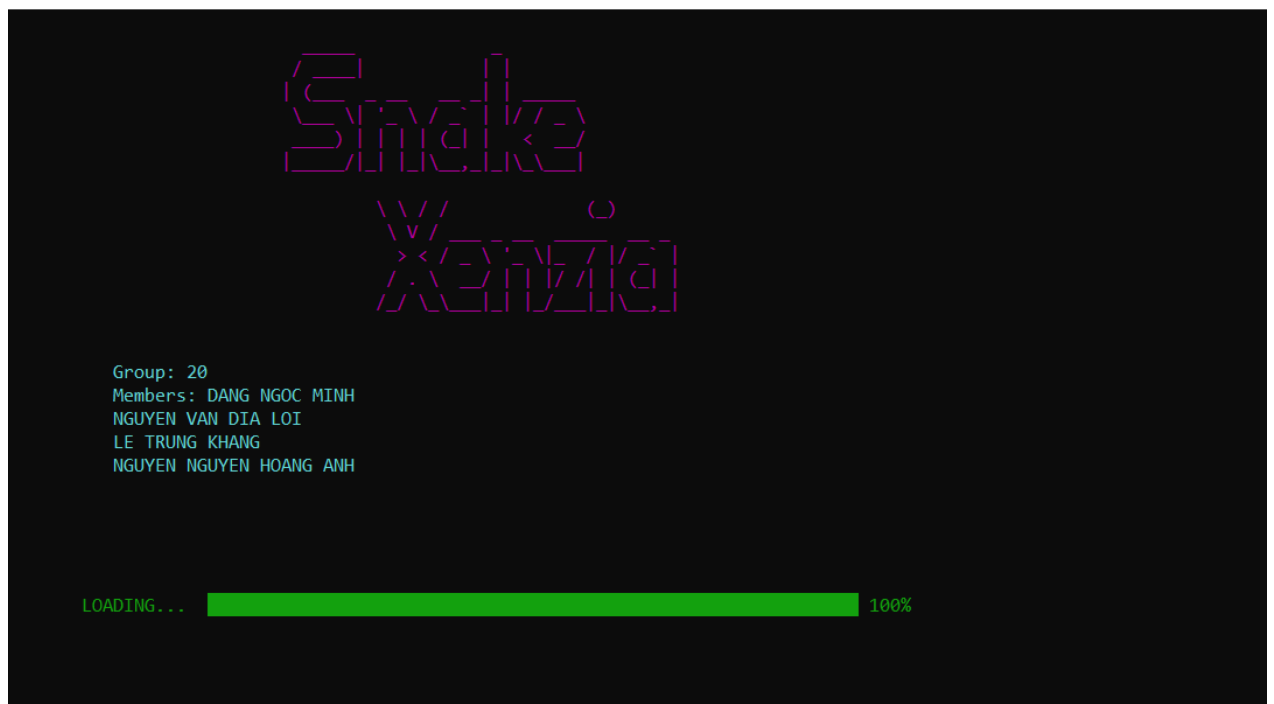 Snake
Xenzia
Group: 20
Members: DANG NGOC MINH
NGUYEN VAN DIA LOI
LE TRUNG KHANG
NGUYEN NGUYEN HOANG ANH
LOADING... 100%